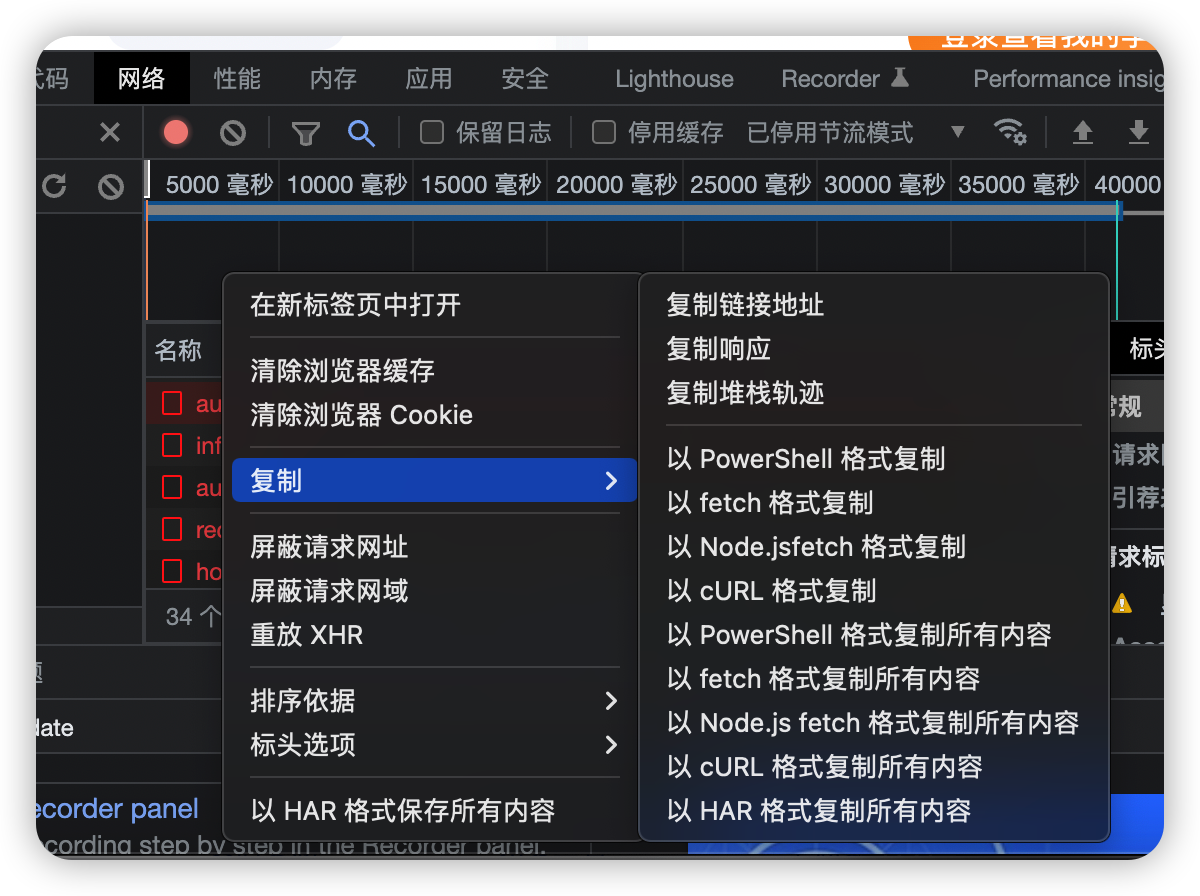 登录查看我的学
代码
网络
性能
内存
应用
安全
Lighthouse
Recorder
Performance insig
保留日志
停用缓存
已停用节流模式
5000 毫秒
10000 毫秒
15000 毫秒
20000 毫秒
25000 毫秒
30000 毫秒
35000 毫秒
40000
名称
au
inf
au
rec
ho
34 个
在新标签页中打开
清除浏览器缓存
清除浏览器 Cookie
复制
屏蔽请求网址
屏蔽请求网域
重放 XHR
排序依据
标头选项
以 HAR 格式保存所有内容
复制链接地址
复制响应
复制堆栈轨迹
以 PowerShell 格式复制
以 fetch 格式复制
以 Node.jsfetch 格式复制
以 cURL 格式复制
以 PowerShell 格式复制所有内容
以 fetch 格式复制所有内容
以 Node.js fetch 格式复制所有内容
以 cURL 格式复制所有内容
以 HAR 格式复制所有内容
标头
常规
请求
引荐
请求标
date
ecorder panel
cording step by step in the Recorder panel.